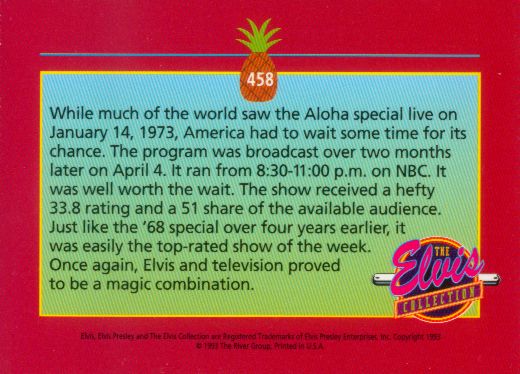 458
While much of the world saw the Aloha special live on
January 14, 1973, America had to wait some time for its
chance. The program was broadcast over two months
later on April 4. It ran from 8:30-11:00 p.m. on NBC. It
was well worth the wait. The show received a hefty
33.8 rating and a 51 share of the available audience.
Just like the ’68 special over four years earlier, it
was easily the top-rated show of the week.
Once again, Elvis and television proved
to be a magic combination.
THE
Elvis
COLLECTION
Elvis, Elvis Presley and The Elvis Collection are Registered Trademarks of Elvis Presley Enterprises, Inc. Copyright 1993
© 1993 The River Group, Printed in U.S.A.